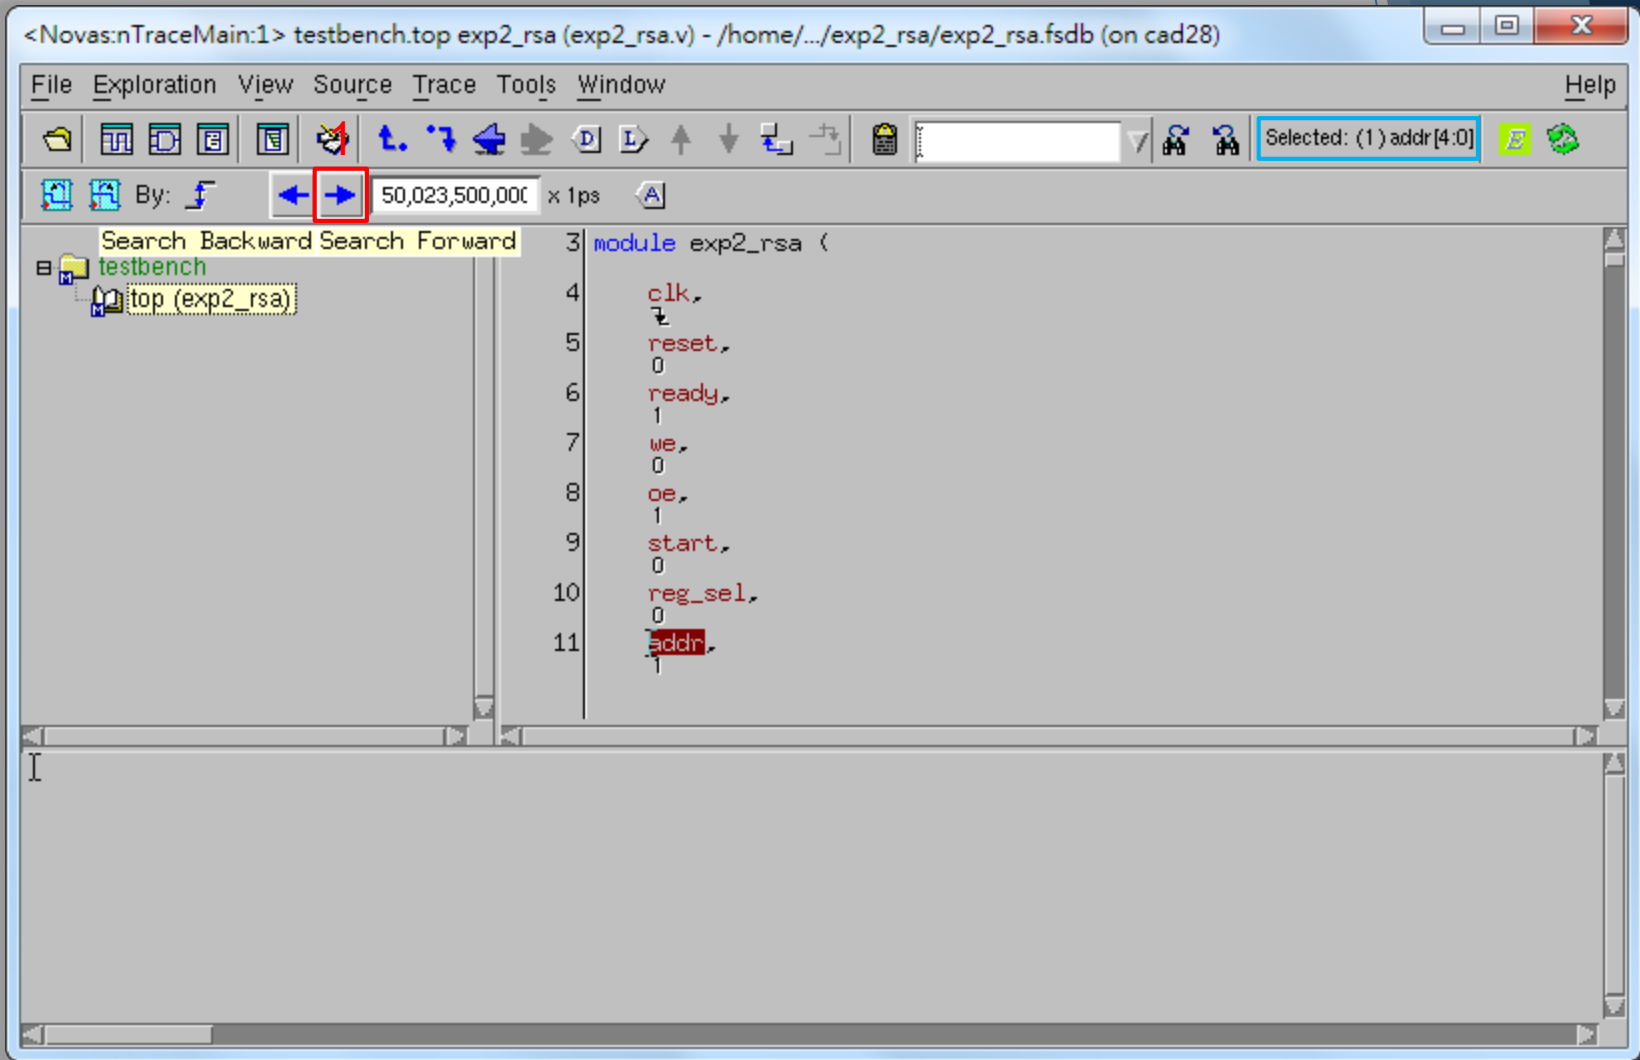 <Novas:nTraceMain:1> testbench.top exp2_rsa (exp2_rsa.v) - /home/.../exp2_rsa/exp2_rsa.fsdb (on cad28)
File Exploration View Source Trace Tools Window Help
1 D L Selected: (1) addr[4:0] E
By: 50,023,500,000 x 1ps A
Search Backward Search Forward
testbench
top (exp2_rsa)
3 module exp2_rsa (
4 clk,
5 reset,
0
6 ready,
1
7 we,
0
8 oe,
1
9 start,
0
10 reg_sel,
0
11 addr,
1